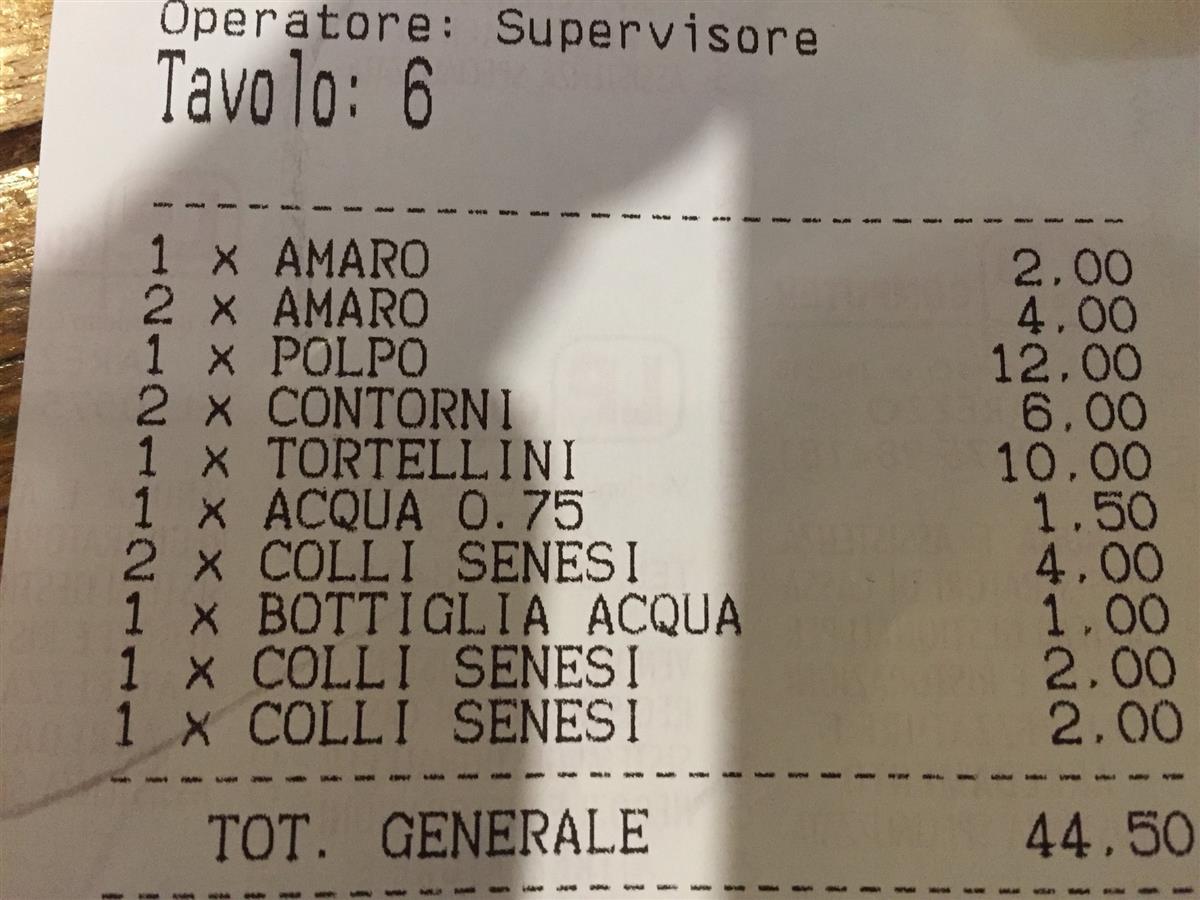 Operatore: Supervisore
Tavolo: 6
1 x AMARO 2.00
2 x AMARO 4.00
1 x POLPO 12.00
2 x CONTORNI 6.00
1 x TORTELLINI 10.00
1 x ACQUA 0.75 1.50
2 x COLLI SENESI 4.00
1 x BOTTIGLIA ACQUA 1.00
1 x COLLI SENESI 2.00
1 x COLLI SENESI 2.00
TOT. GENERALE 44.50